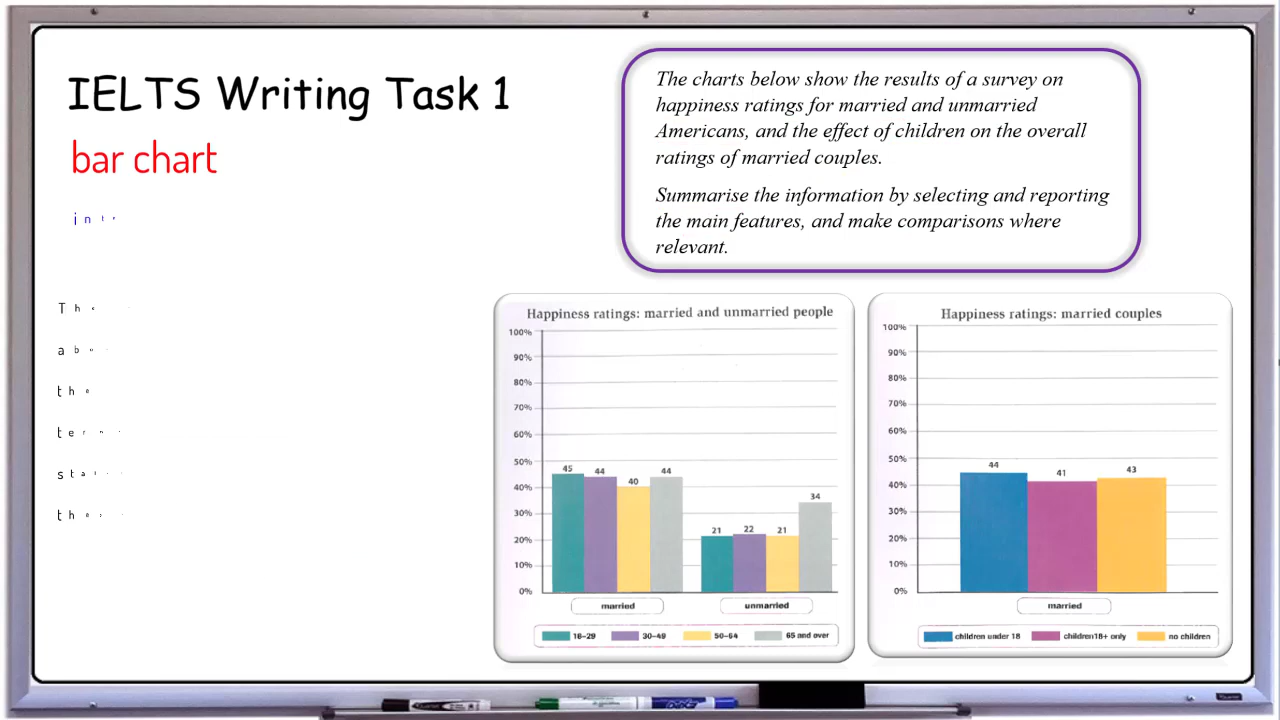 IELTS Writing Task 1
bar chart
The charts below show the results of a survey on
happiness ratings for married and unmarried
Americans, and the effect of children on the overall
ratings of married couples.
Summarise the information by selecting and reporting
the main features, and make comparisons where
relevant.
Happiness ratings: married and unmarried people
100%
90%
80%
70%
60%
50%
40%
30%
20%
10%
0%
45 44 40 44 21 22 21 34
married unmarried
18-29 30-49 50-64 65 and over
Happiness ratings: married couples
100%
90%
80%
70%
60%
50%
40%
30%
20%
10%
0%
44 41 43
married
children under 18 children18+ only no children